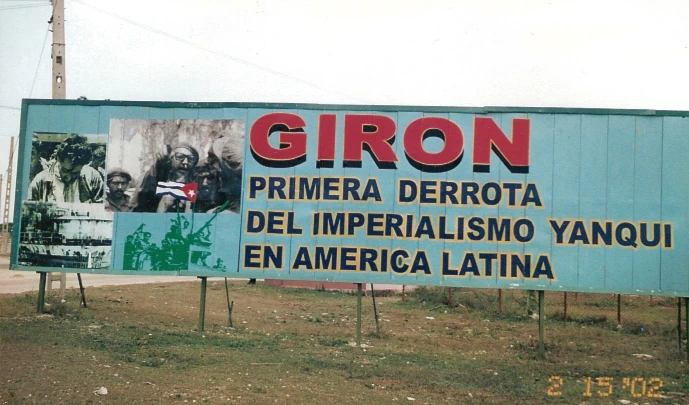 GIRON
PRIMERA DERROTA
DEL IMPERIALISMO YANQUI
EN AMERICA LATINA
2 15 '02